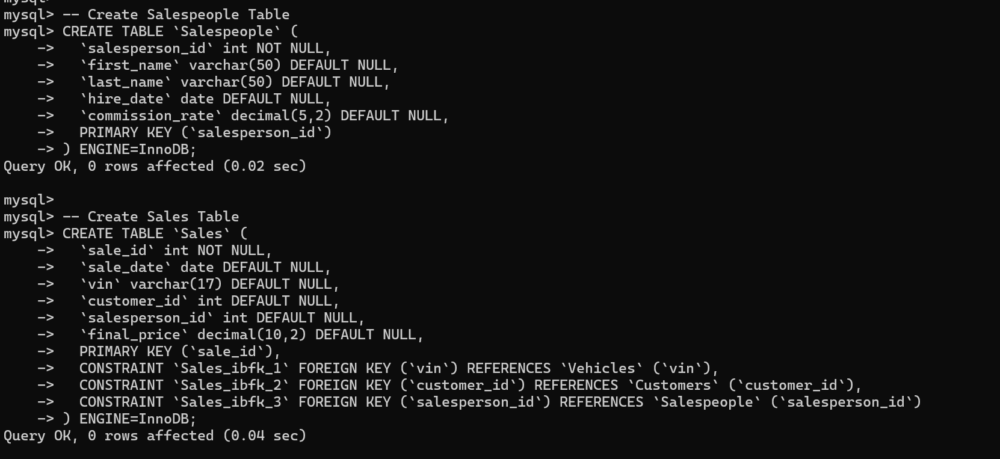 mysql>
mysql> -- Create Salespeople Table
mysql> CREATE TABLE `Salespeople` (
    ->   `salesperson_id` int NOT NULL,
    ->   `first_name` varchar(50) DEFAULT NULL,
    ->   `last_name` varchar(50) DEFAULT NULL,
    ->   `hire_date` date DEFAULT NULL,
    ->   `commission_rate` decimal(5,2) DEFAULT NULL,
    ->   PRIMARY KEY (`salesperson_id`)
    -> ) ENGINE=InnoDB;
Query OK, 0 rows affected (0.02 sec)

mysql>
mysql> -- Create Sales Table
mysql> CREATE TABLE `Sales` (
    ->   `sale_id` int NOT NULL,
    ->   `sale_date` date DEFAULT NULL,
    ->   `vin` varchar(17) DEFAULT NULL,
    ->   `customer_id` int DEFAULT NULL,
    ->   `salesperson_id` int DEFAULT NULL,
    ->   `final_price` decimal(10,2) DEFAULT NULL,
    ->   PRIMARY KEY (`sale_id`),
    ->   CONSTRAINT `Sales_ibfk_1` FOREIGN KEY (`vin`) REFERENCES `Vehicles` (`vin`),
    ->   CONSTRAINT `Sales_ibfk_2` FOREIGN KEY (`customer_id`) REFERENCES `Customers` (`customer_id`),
    ->   CONSTRAINT `Sales_ibfk_3` FOREIGN KEY (`salesperson_id`) REFERENCES `Salespeople` (`salesperson_id`)
    -> ) ENGINE=InnoDB;
Query OK, 0 rows affected (0.04 sec)